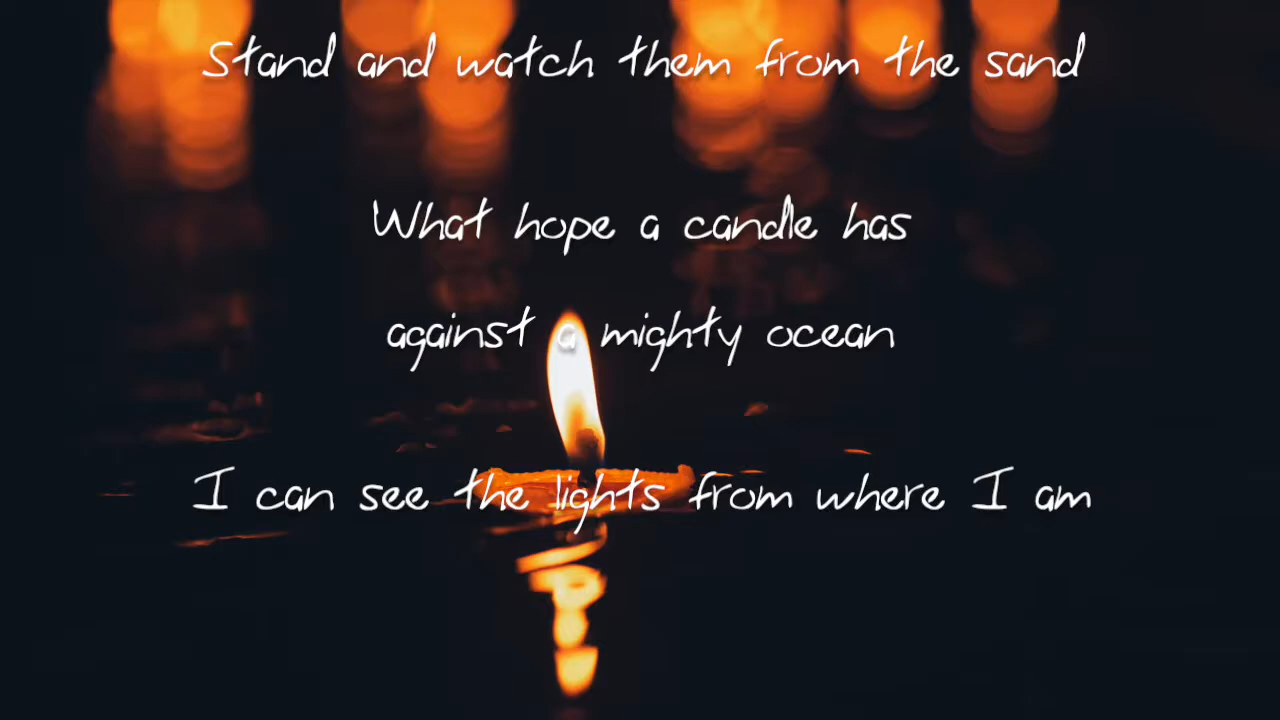 Stand and watch them from the sand
What hope a candle has
against a mighty ocean
I can see the lights from where I am